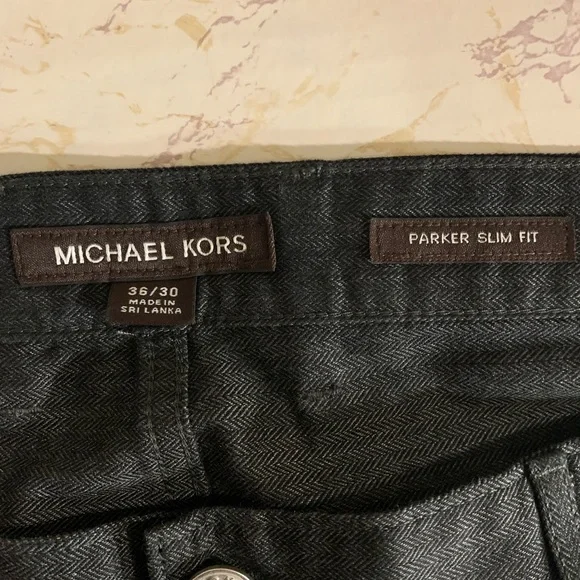 MICHAEL KORS
36/30
MADE IN
SRI LANKA
PARKER SLIM FIT